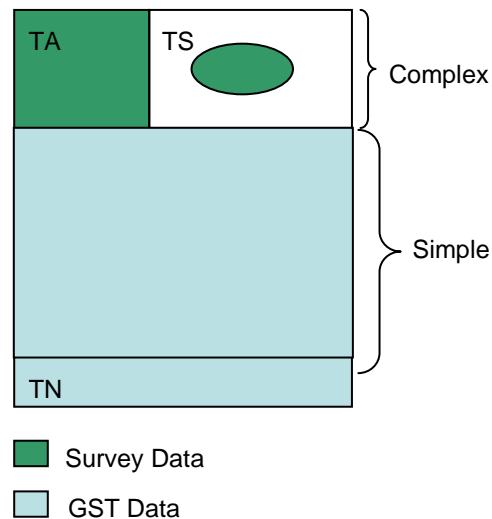 TA
TS
Complex
Simple
TN
Survey Data
GST Data